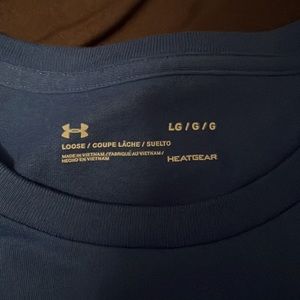 LG / G / G
LOOSE / COUPE LÂCHE / SUELTO
MADE IN VIETNAM / FABRIQUÉ AU VIETNAM /
HECHO EN VIETNAM
HEATGEAR